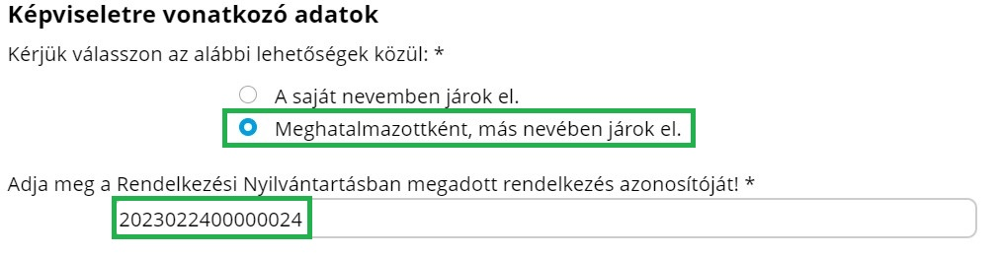 Képviseletre vonatkozó adatok
Kérjük válasszon az alábbi lehetőségek közül: *
A saját nevemben járok el.
Meghatalmazottként, más nevében járok el.
Adja meg a Rendelkezési Nyilvántartásban megadott rendelkezés azonosítóját! *
2023022400000024